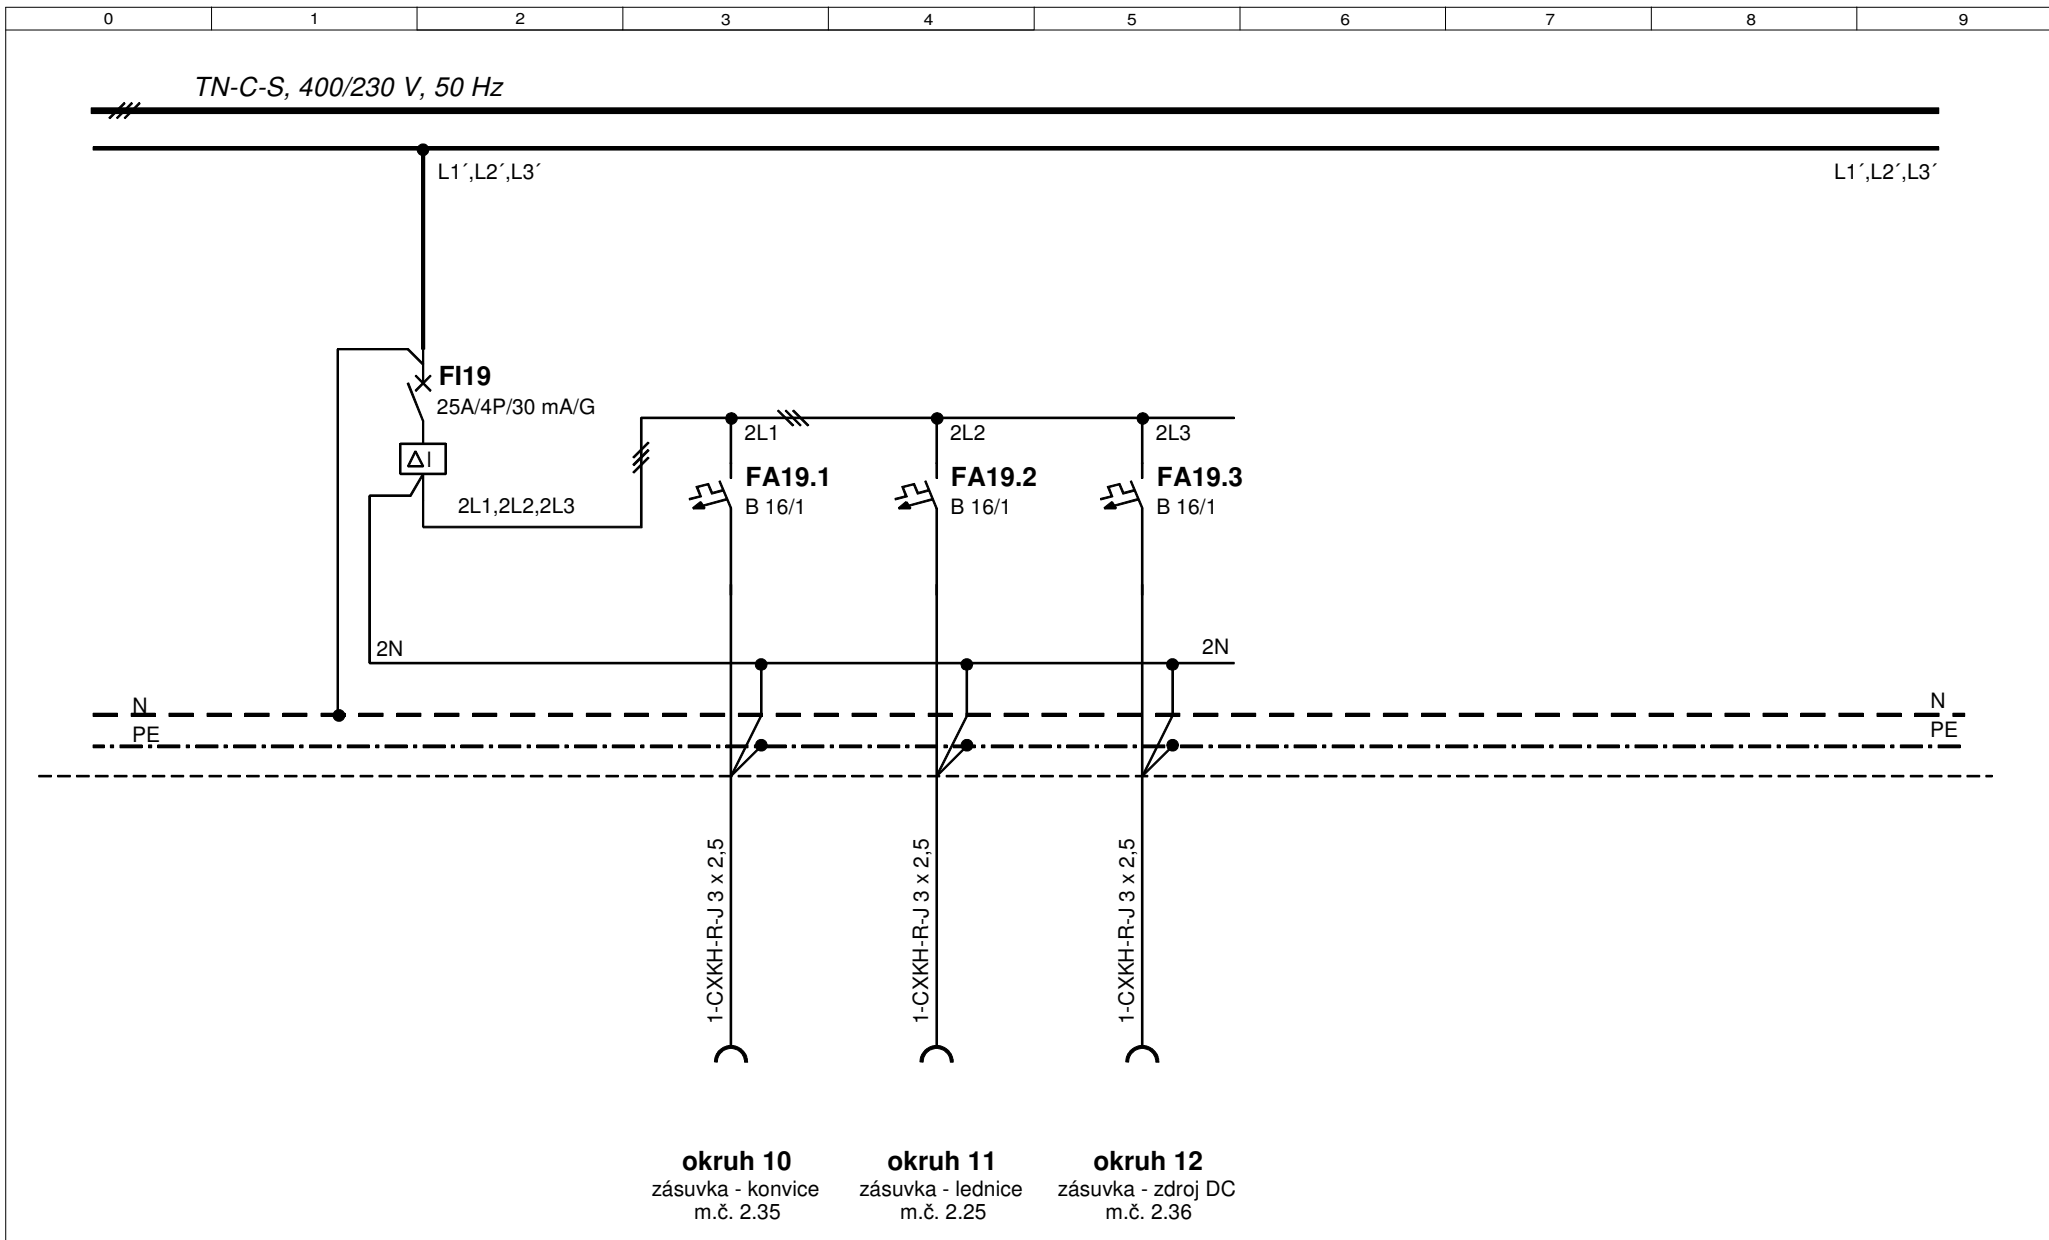 0 1 2 3 4 5 6 7 8 9
TN-C-S, 400/230 V, 50 Hz
L1´,L2´,L3´ L1´,L2´,L3´
FI19
25A/4P/30 mA/G
ΔI
2L1,2L2,2L3
2L1 2L2 2L3
FA19.1 FA19.2 FA19.3
B 16/1 B 16/1 B 16/1
2N 2N
N N
PE PE
1-CXKH-R-J 3 x 2,5
1-CXKH-R-J 3 x 2,5
1-CXKH-R-J 3 x 2,5
okruh 10
zásuvka - konvice
m.č. 2.35
okruh 11
zásuvka - lednice
m.č. 2.25
okruh 12
zásuvka - zdroj DC
m.č. 2.36